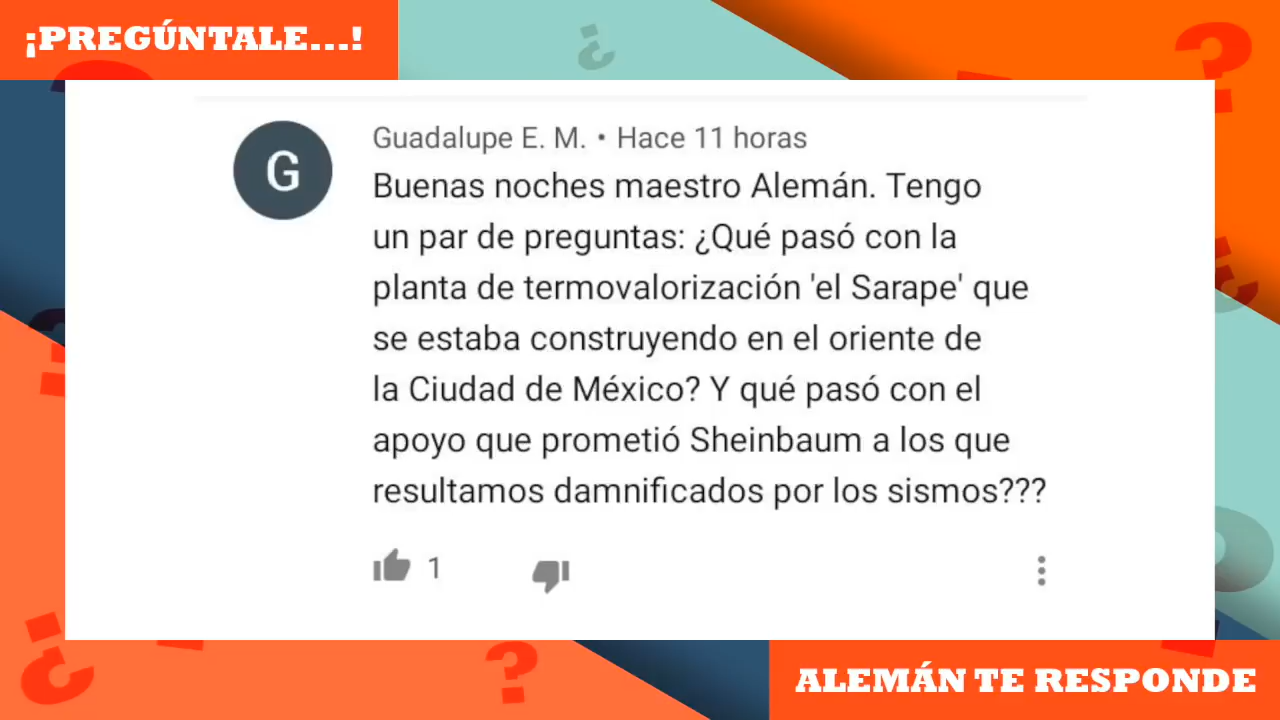 ¡PREGÚNTALE...!
G
Guadalupe E. M. • Hace 11 horas
Buenas noches maestro Alemán. Tengo
un par de preguntas: ¿Qué pasó con la
planta de termovalorización 'el Sarape' que
se estaba construyendo en el oriente de
la Ciudad de México? Y qué pasó con el
apoyo que prometió Sheinbaum a los que
resultamos damnificados por los sismos???
1
ALEMÁN TE RESPONDE